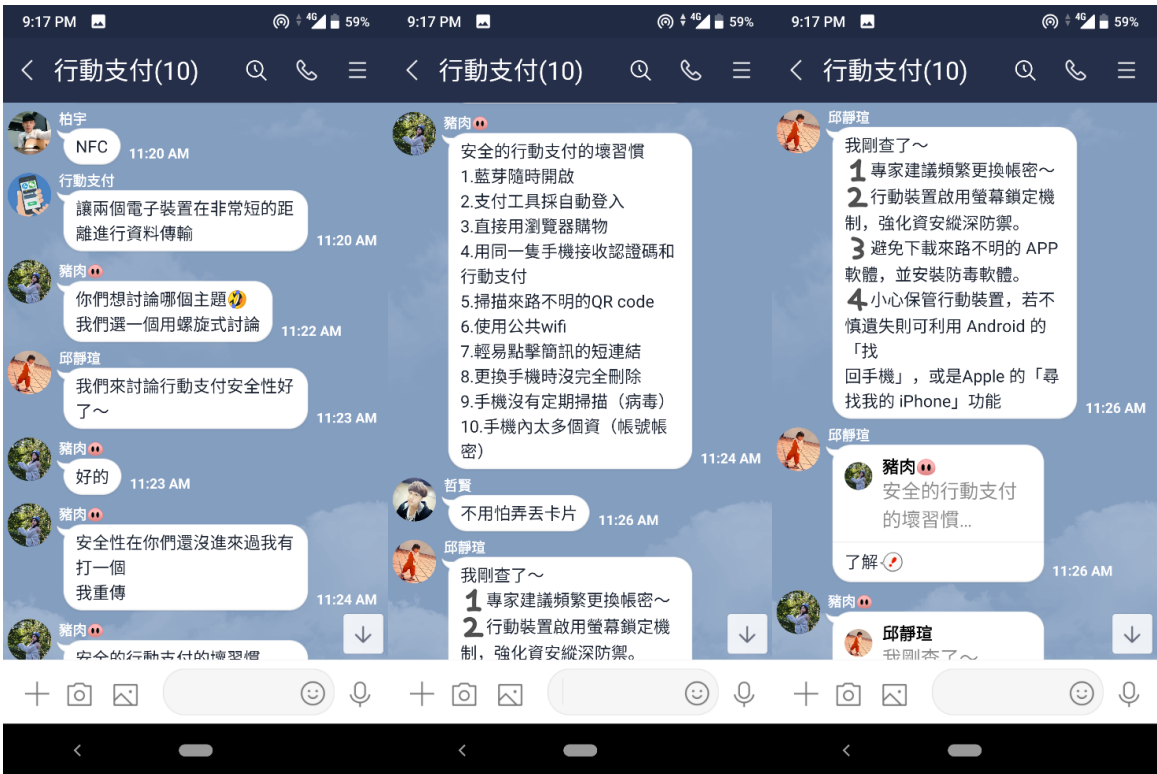 9:17 PM
4G
59%
行動支付(10)
柏宇
NFC
11:20 AM
行動支付
讓兩個電子裝置在非常短的距
離進行資料傳輸
11:20 AM
豬肉🐽
你們想討論哪個主題🤣
我們選一個用螺旋式討論
11:22 AM
邱靜瑄
我們來討論行動支付安全性好
了～
11:23 AM
豬肉🐽
好的
11:23 AM
豬肉🐽
安全性在你們還沒進來過我有
打一個
我重傳
11:24 AM
豬肉🐽
安全的行動支付的壞習慣
9:17 PM
4G
59%
行動支付(10)
豬肉🐽
安全的行動支付的壞習慣
1.藍芽隨時開啟
2.支付工具採自動登入
3.直接用瀏覽器購物
4.用同一隻手機接收認證碼和
行動支付
5.掃描來路不明的QR code
6.使用公共wifi
7.輕易點擊簡訊的短連結
8.更換手機時沒完全刪除
9.手機沒有定期掃描（病毒）
10.手機內太多個資（帳號帳
密）
11:24 AM
哲賢
不用怕弄丟卡片
11:26 AM
邱靜瑄
我剛查了～
1 專家建議頻繁更換帳密～
2 行動裝置啟用螢幕鎖定機
制，強化資安縱深防禦。
9:17 PM
4G
59%
行動支付(10)
邱靜瑄
我剛查了～
1 專家建議頻繁更換帳密～
2 行動裝置啟用螢幕鎖定機
制，強化資安縱深防禦。
3 避免下載來路不明的 APP
軟體，並安裝防毒軟體。
4 小心保管行動裝置，若不
慎遺失則可利用 Android 的
「找
回手機」，或是Apple 的「尋
找我的 iPhone」功能
11:26 AM
邱靜瑄
豬肉🐽
安全的行動支付
的壞習慣...
了解
11:26 AM
豬肉🐽
邱靜瑄
我剛查了～